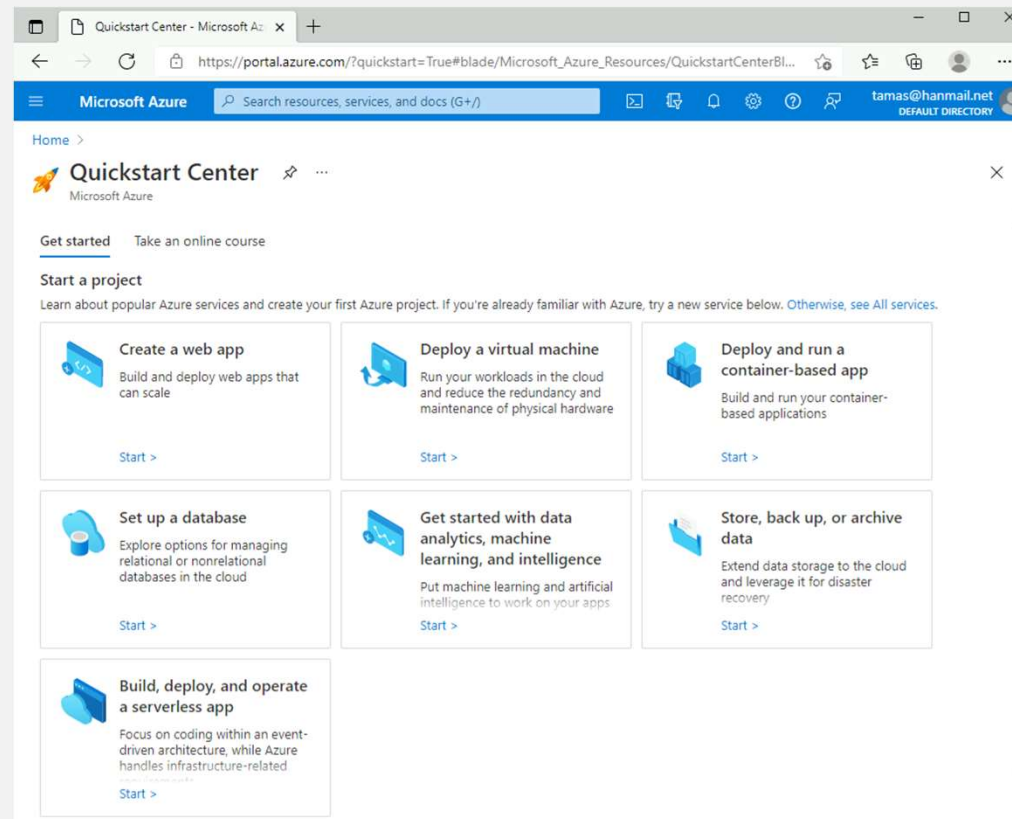 Quickstart Center - Microsoft Az
https://portal.azure.com/?quickstart=True#blade/Microsoft_Azure_Resources/QuickstartCenterBl...
Microsoft Azure
Search resources, services, and docs (G+/)
tamas@hanmail.net
DEFAULT DIRECTORY
Home >
Quickstart Center
Microsoft Azure
Get started
Take an online course
Start a project
Learn about popular Azure services and create your first Azure project. If you're already familiar with Azure, try a new service below. Otherwise, see All services.
Create a web app
Build and deploy web apps that
can scale
Start >
Deploy a virtual machine
Run your workloads in the cloud
and reduce the redundancy and
maintenance of physical hardware
Start >
Deploy and run a
container-based app
Build and run your container-
based applications
Start >
Set up a database
Explore options for managing
relational or nonrelational
databases in the cloud
Start >
Get started with data
analytics, machine
learning, and intelligence
Put machine learning and artificial
intelligence to work on your apps
Start >
Store, back up, or archive
data
Extend data storage to the cloud
and leverage it for disaster
recovery
Start >
Build, deploy, and operate
a serverless app
Focus on coding within an event-
driven architecture, while Azure
handles infrastructure-related
Start >